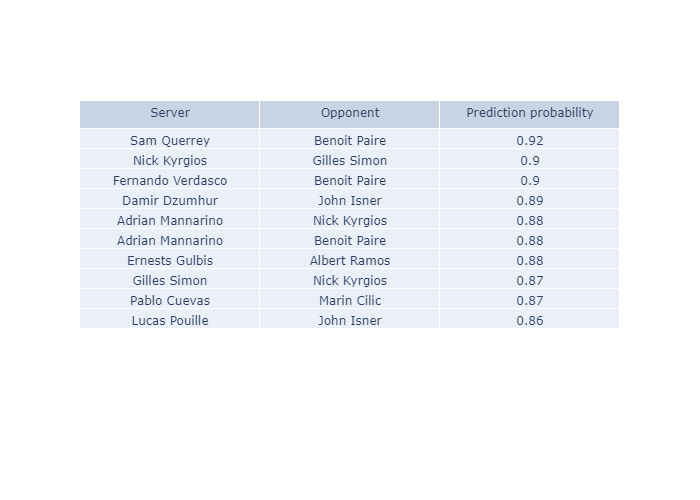 Server Opponent Prediction probability
Sam Querrey Benoit Paire 0.92
Nick Kyrgios Gilles Simon 0.9
Fernando Verdasco Benoit Paire 0.9
Damir Dzumhur John Isner 0.89
Adrian Mannarino Nick Kyrgios 0.88
Adrian Mannarino Benoit Paire 0.88
Ernests Gulbis Albert Ramos 0.88
Gilles Simon Nick Kyrgios 0.87
Pablo Cuevas Marin Cilic 0.87
Lucas Pouille John Isner 0.86